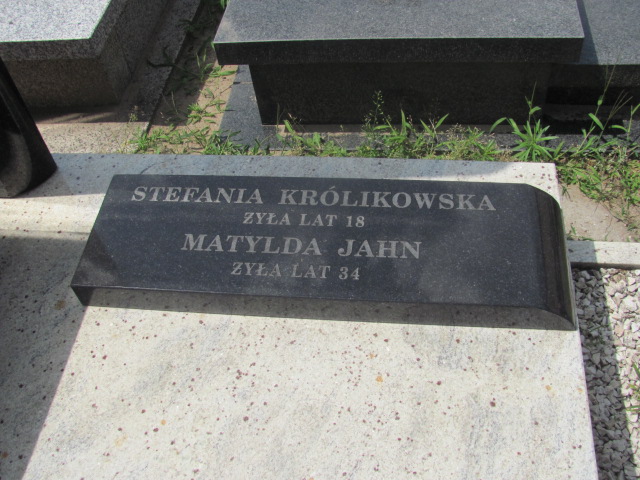 STEFANIA KRÓLIKOWSKA
ŻYŁA LAT 18
MATYLDA JAHN
ŻYŁA LAT 34